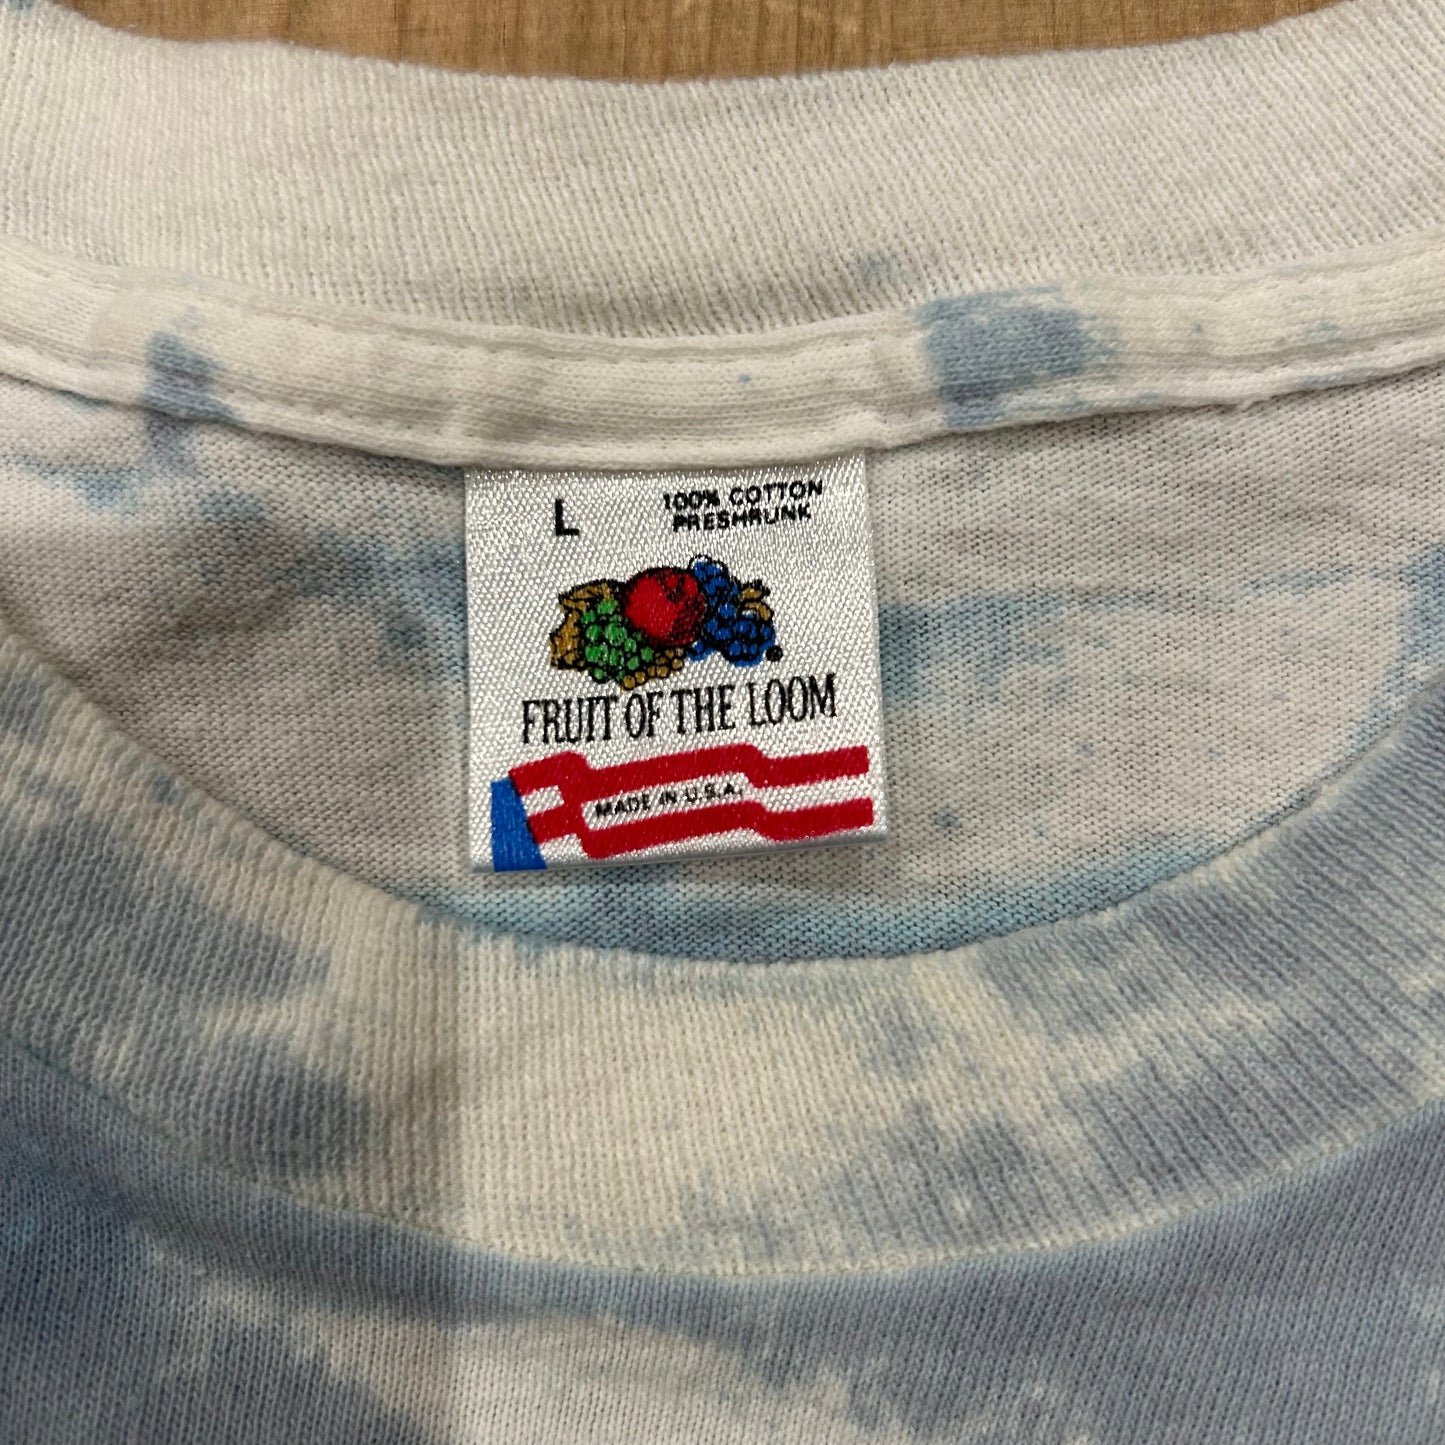 L
100% COTTON
PRESHRUNK
®
FRUIT OF THE LOOM
MADE IN U.S.A.